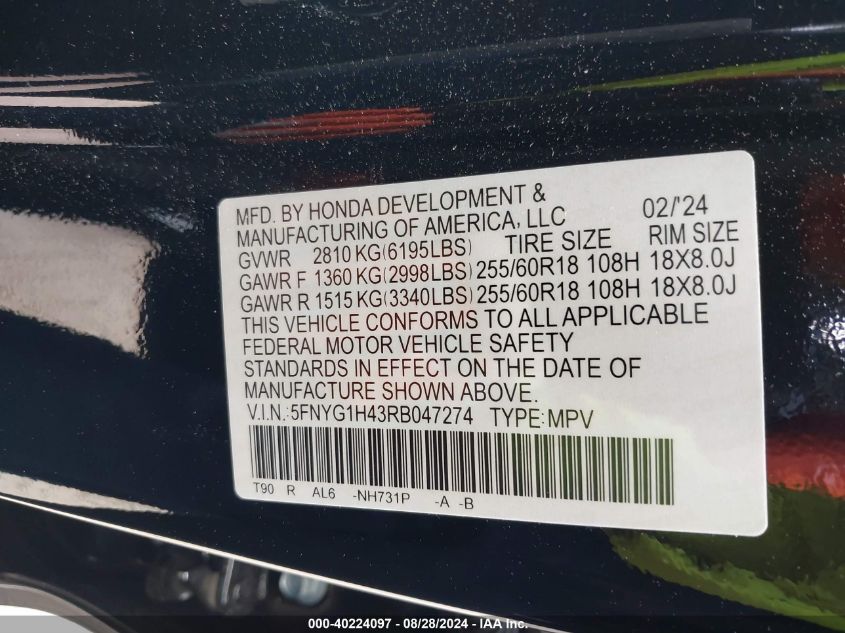 MFD. BY HONDA DEVELOPMENT & 02/'24
MANUFACTURING OF AMERICA, LLC
GVWR 2810 KG(6195LBS) TIRE SIZE RIM SIZE
GAWR F 1360 KG(2998LBS) 255/60R18 108H 18X8.0J
GAWR R 1515 KG(3340LBS) 255/60R18 108H 18X8.0J
THIS VEHICLE CONFORMS TO ALL APPLICABLE
FEDERAL MOTOR VEHICLE SAFETY
STANDARDS IN EFFECT ON THE DATE OF
MANUFACTURE SHOWN ABOVE.
V.I.N.:5FNYG1H43RB047274 TYPE:MPV
T90 R AL6 -NH731P -A -B
000-40224097 - 08/28/2024 - IAA Inc.